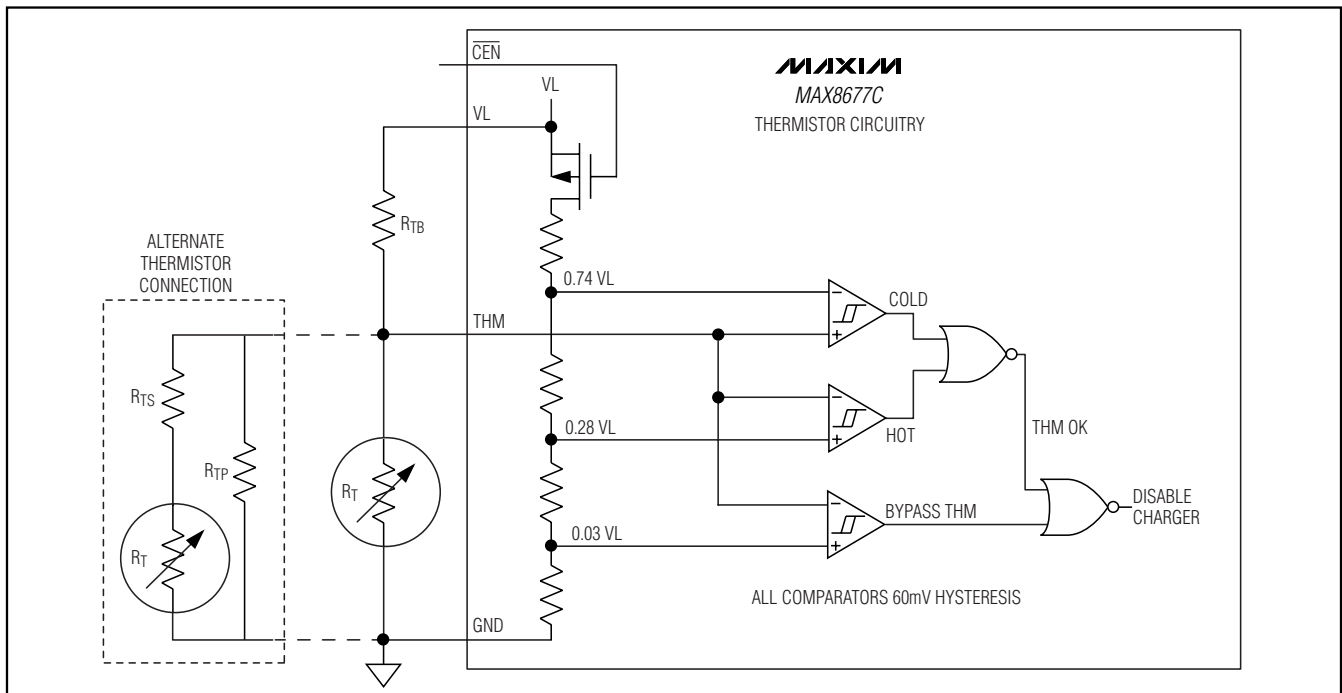 C̅E̅N̅
MAXIM
MAX8677C
THERMISTOR CIRCUITRY
VL
VL
RTB
ALTERNATE
THERMISTOR
CONNECTION
0.74 VL
COLD
THM
RTS
RTP
RT
RT
0.28 VL
HOT
THM OK
BYPASS THM
DISABLE
CHARGER
0.03 VL
ALL COMPARATORS 60mV HYSTERESIS
GND